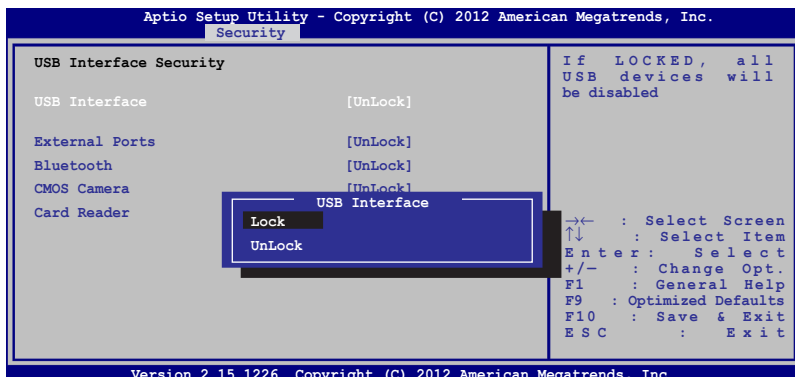 Aptio Setup Utility - Copyright (C) 2012 American Megatrends, Inc.
Security
USB Interface Security
USB Interface [UnLock]
External Ports [UnLock]
Bluetooth [UnLock]
CMOS Camera [UnLock]
Card Reader
USB Interface
Lock
UnLock
If LOCKED, all
USB devices will
be disabled
→← : Select Screen
↑↓ : Select Item
Enter: Select
+/— : Change Opt.
F1 : General Help
F9 : Optimized Defaults
F10 : Save & Exit
ESC : Exit
Version 2.15.1226. Copyright (C) 2012 American Megatrends, Inc.